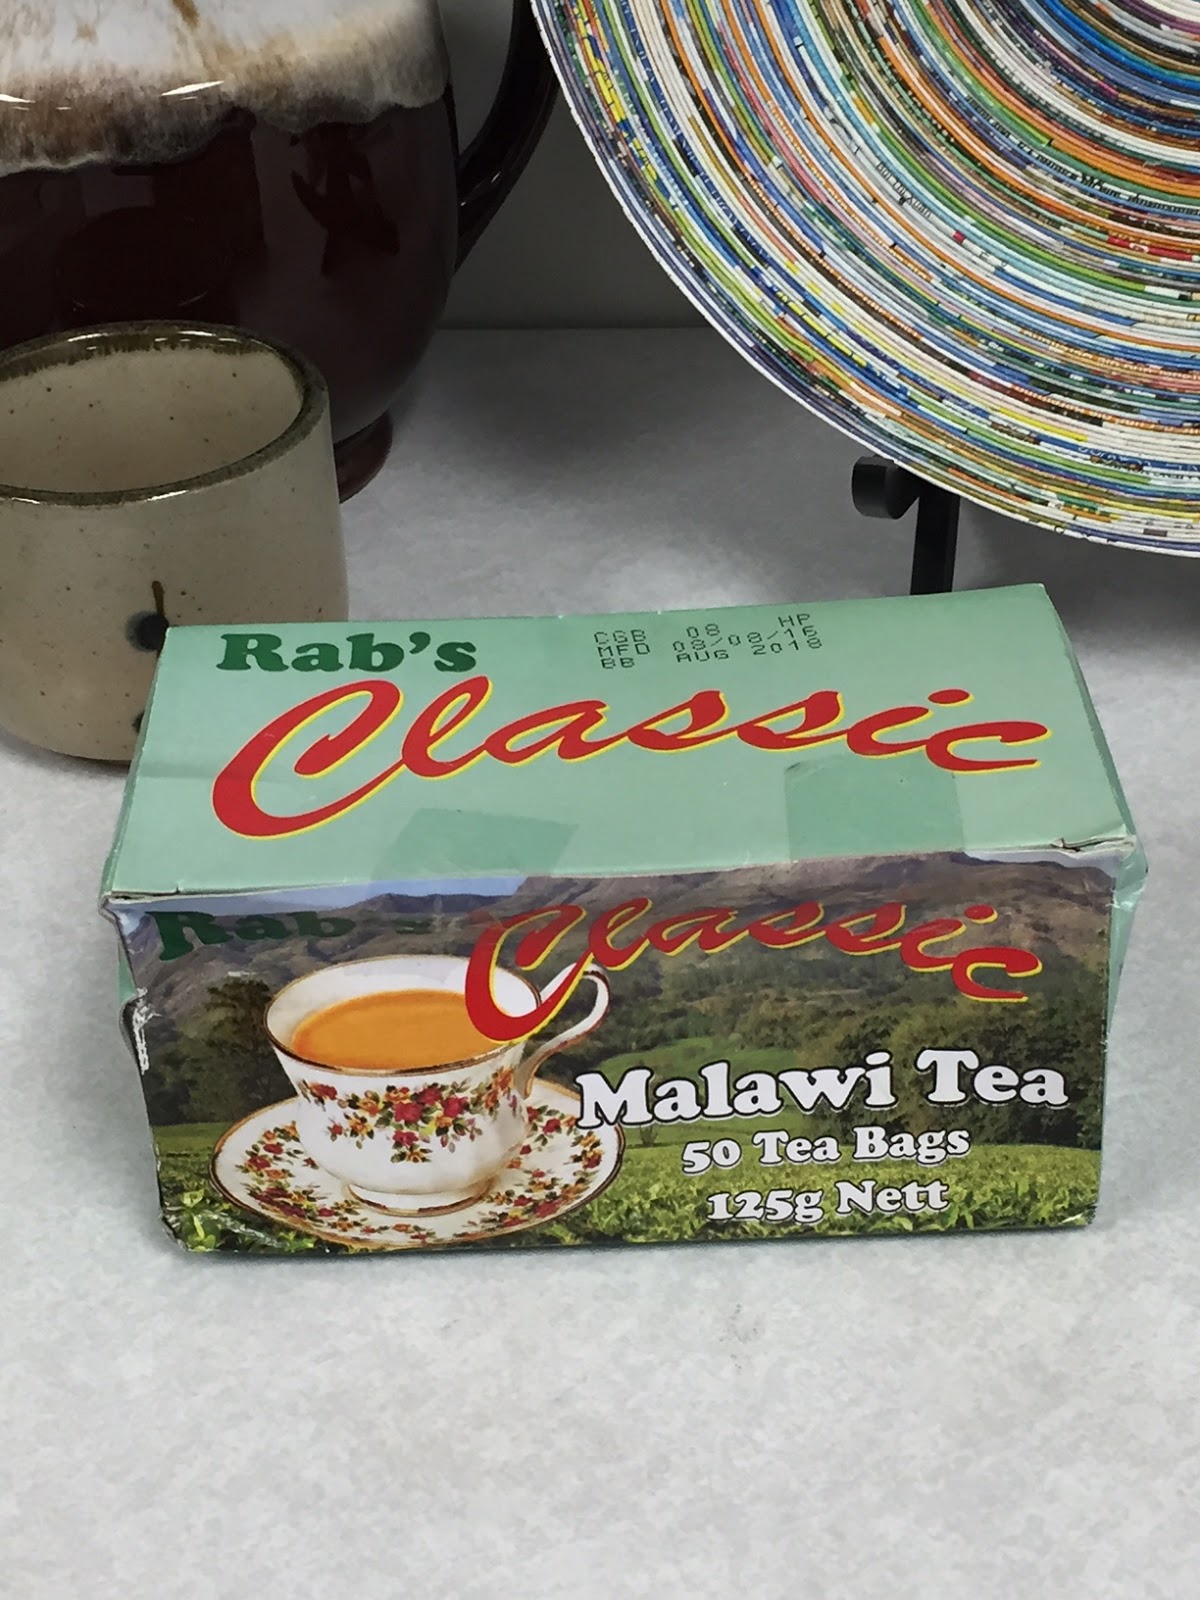 Rab's
CGB 08 HP
MFD 08/08/16
BB AUG 2018
Classic
Rab's
Classic
Malawi Tea
50 Tea Bags
125g Nett